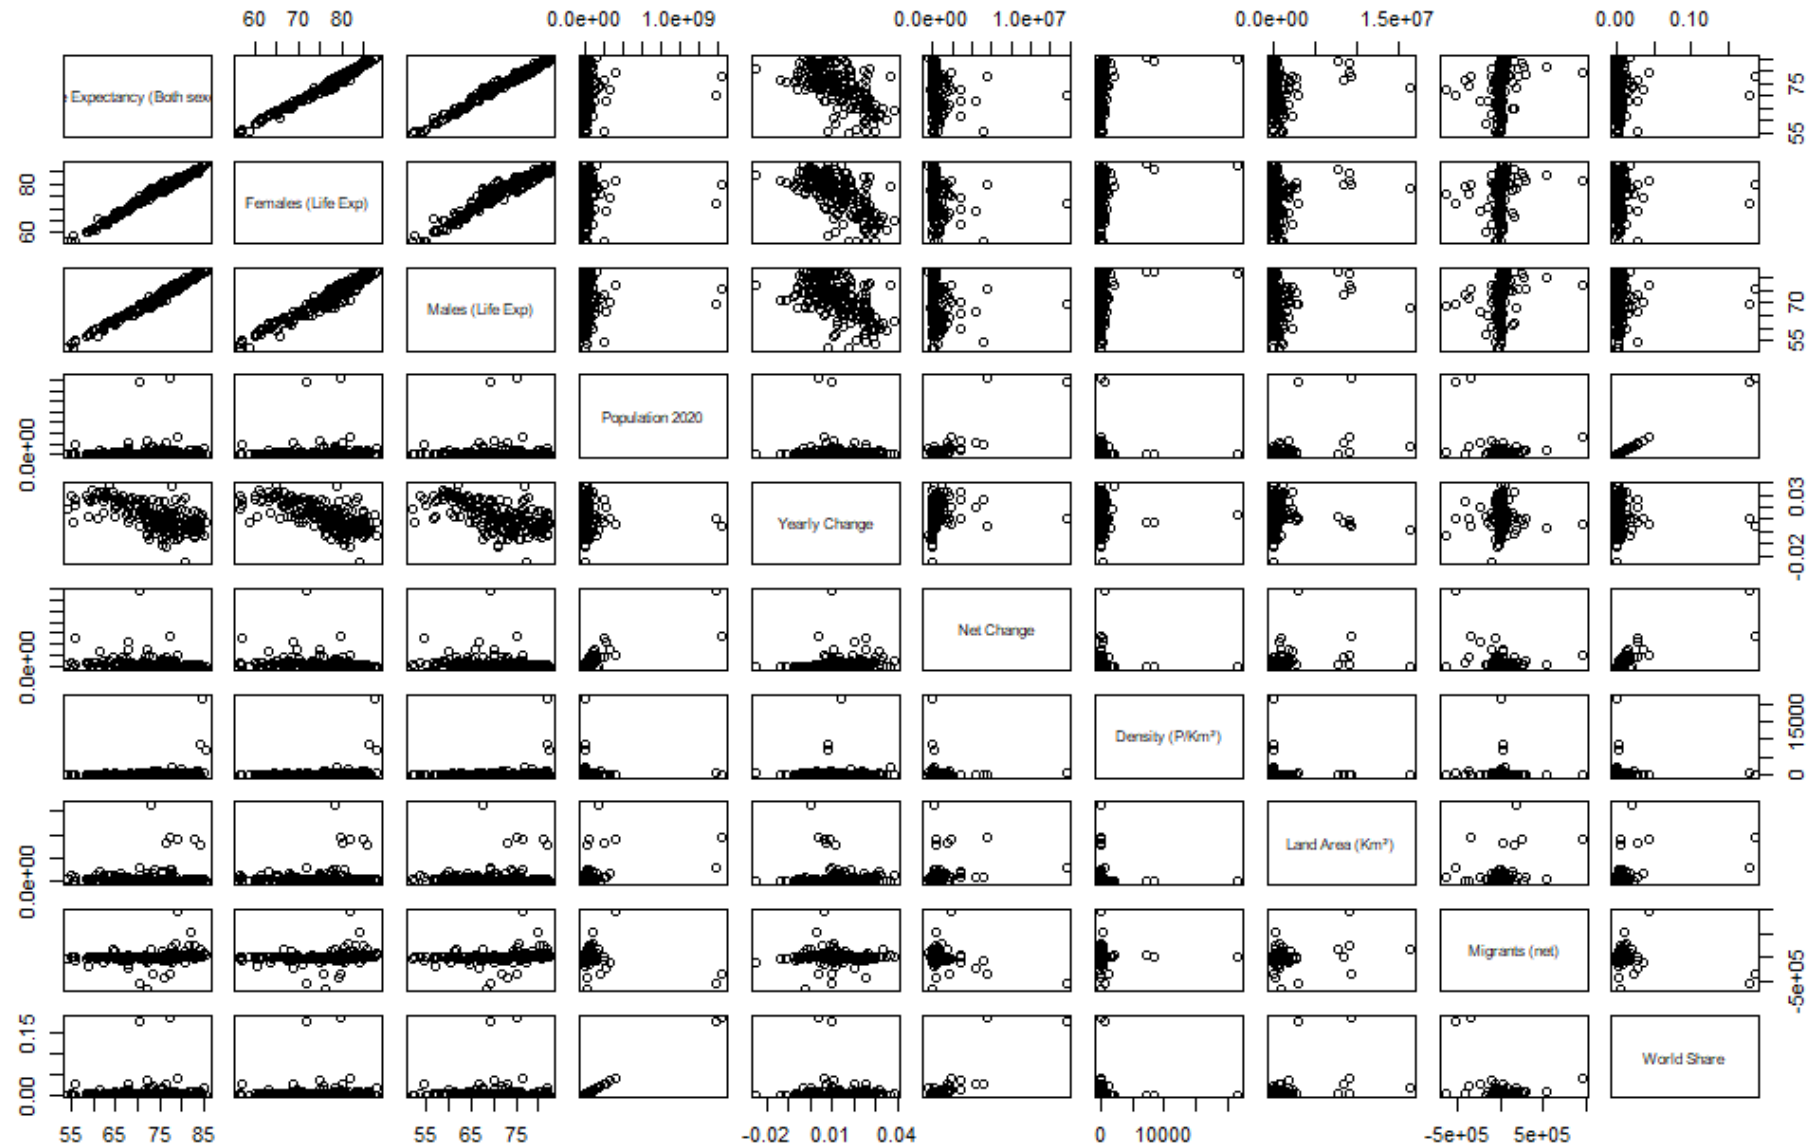 60 70 80 0.0e+00 1.0e+09 0.0e+00 1.0e+07 0.0e+00 1.5e+07 0.00 0.10
Expectancy (Both 55 75
60 80 Females (Life Exp)
Males (Life Exp) 55 70
0.0e+00 Population 2020
Yearly Change -0.02 0.03
0.0e+00 Net Change
Density (P/Km²) 0 15000
0.0e+00 Land Area (Km²)
Migrants (net) -5e+05
0.00 0.15 World Share
55 65 75 85 55 65 75 -0.02 0.01 0.04 0 10000 -5e+05 5e+05